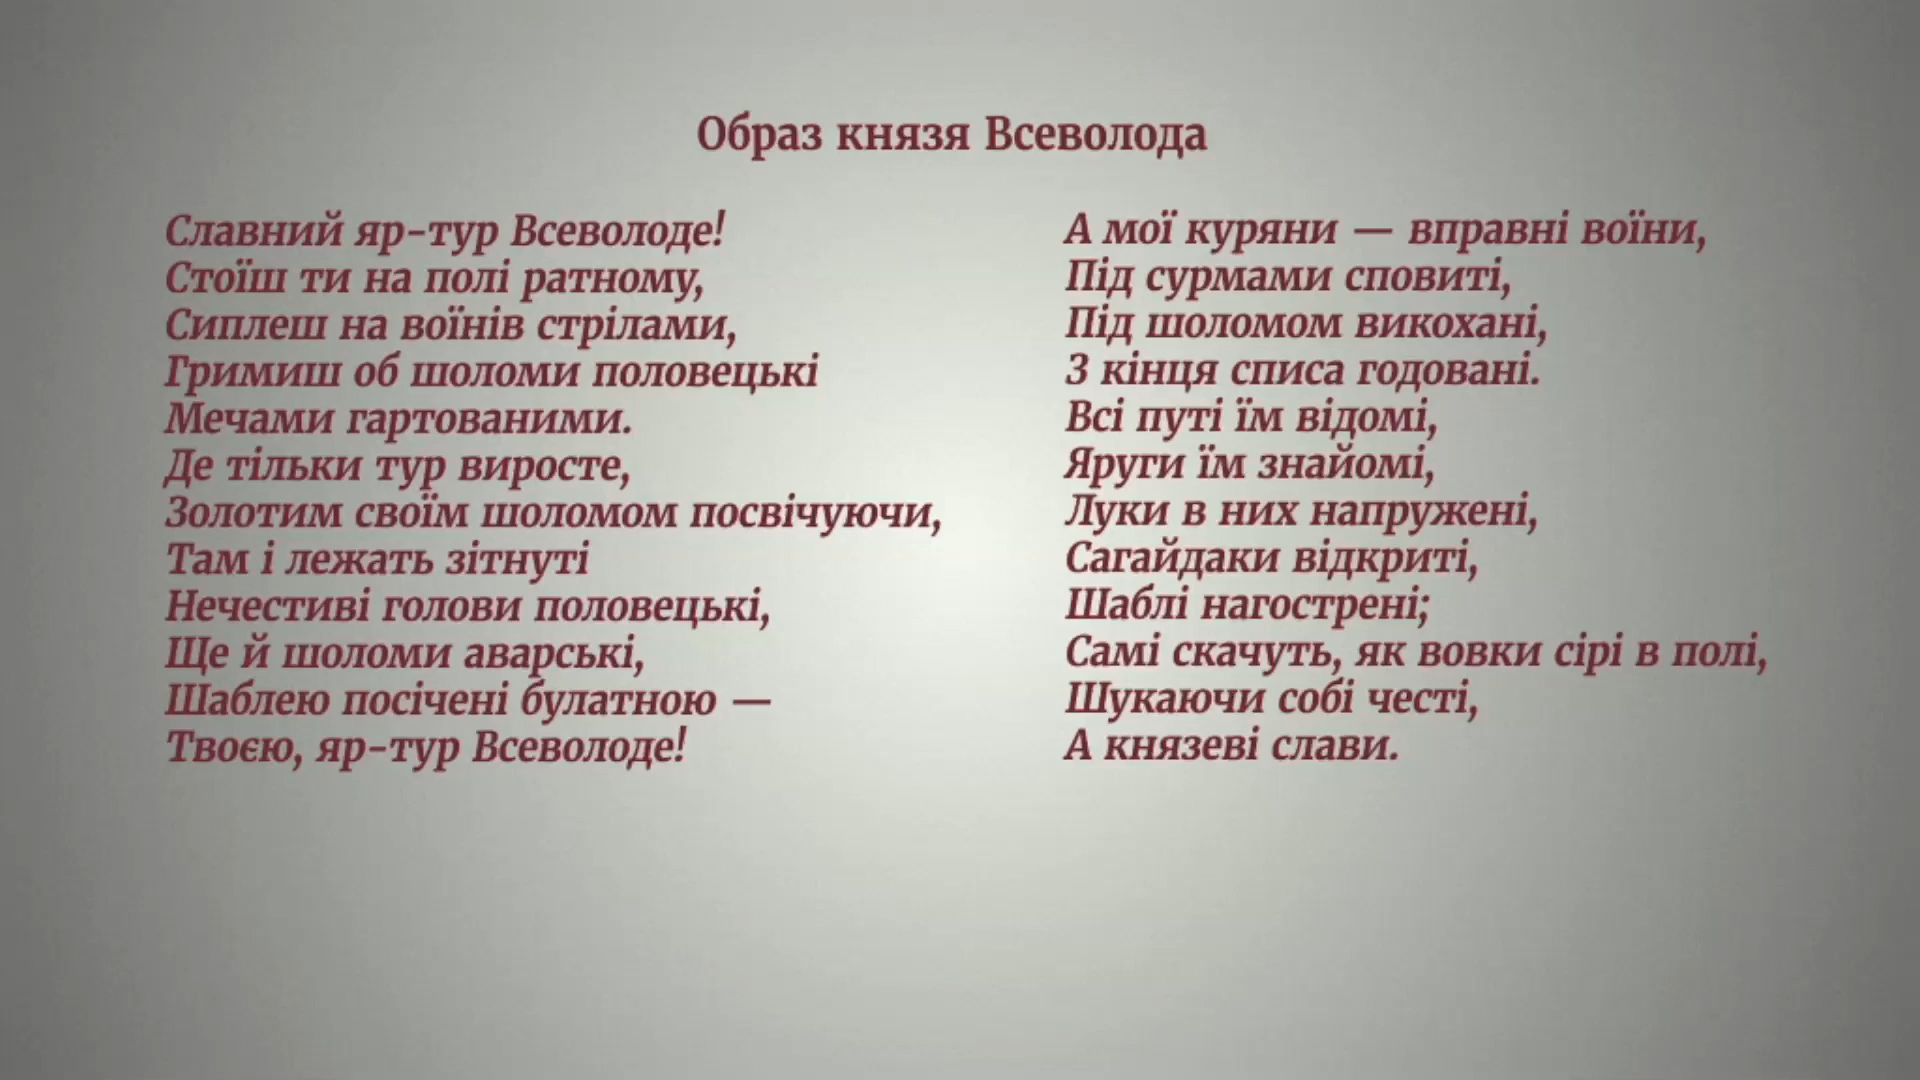 Образ князя Всеволода
Славний яр-тур Всеволоде!
Стоїш ти на полі ратному,
Сиплеш на воїнів стрілами,
Гримиш об шоломи половецькі
Мечами гартованими.
Де тільки тур виросте,
Золотим своїм шоломом посвічуючи,
Там і лежать зітнуті
Нечестиві голови половецькі,
Ще й шоломи аварські,
Шаблею посічені булатною —
Твоєю, яр-тур Всеволоде!
А мої куряни — вправні воїни,
Під сурмами сповиті,
Під шоломом викохані,
З кінця списа годовані.
Всі путі їм відомі,
Яруги їм знайомі,
Луки в них напружені,
Сагайдаки відкриті,
Шаблі нагострені;
Самі скачуть, як вовки сірі в полі,
Шукаючи собі честі,
А князеві слави.